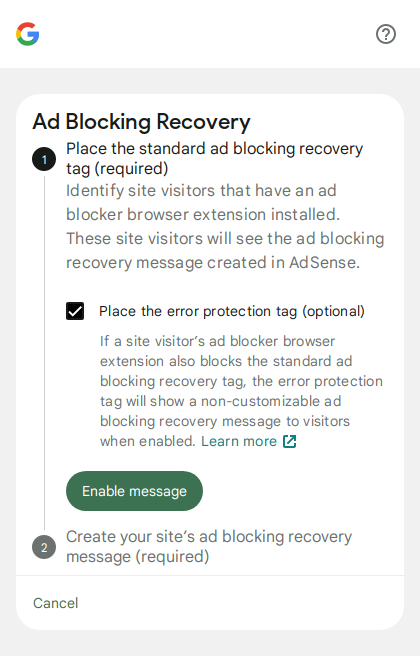 Ad Blocking Recovery
1
Place the standard ad blocking recovery
tag (required)
Identify site visitors that have an ad
blocker browser extension installed.
These site visitors will see the ad blocking
recovery message created in AdSense.
Place the error protection tag (optional)
If a site visitor’s ad blocker browser
extension also blocks the standard ad
blocking recovery tag, the error protection
tag will show a non-customizable ad
blocking recovery message to visitors
when enabled. Learn more
Enable message
2
Create your site’s ad blocking recovery
message (required)
Cancel